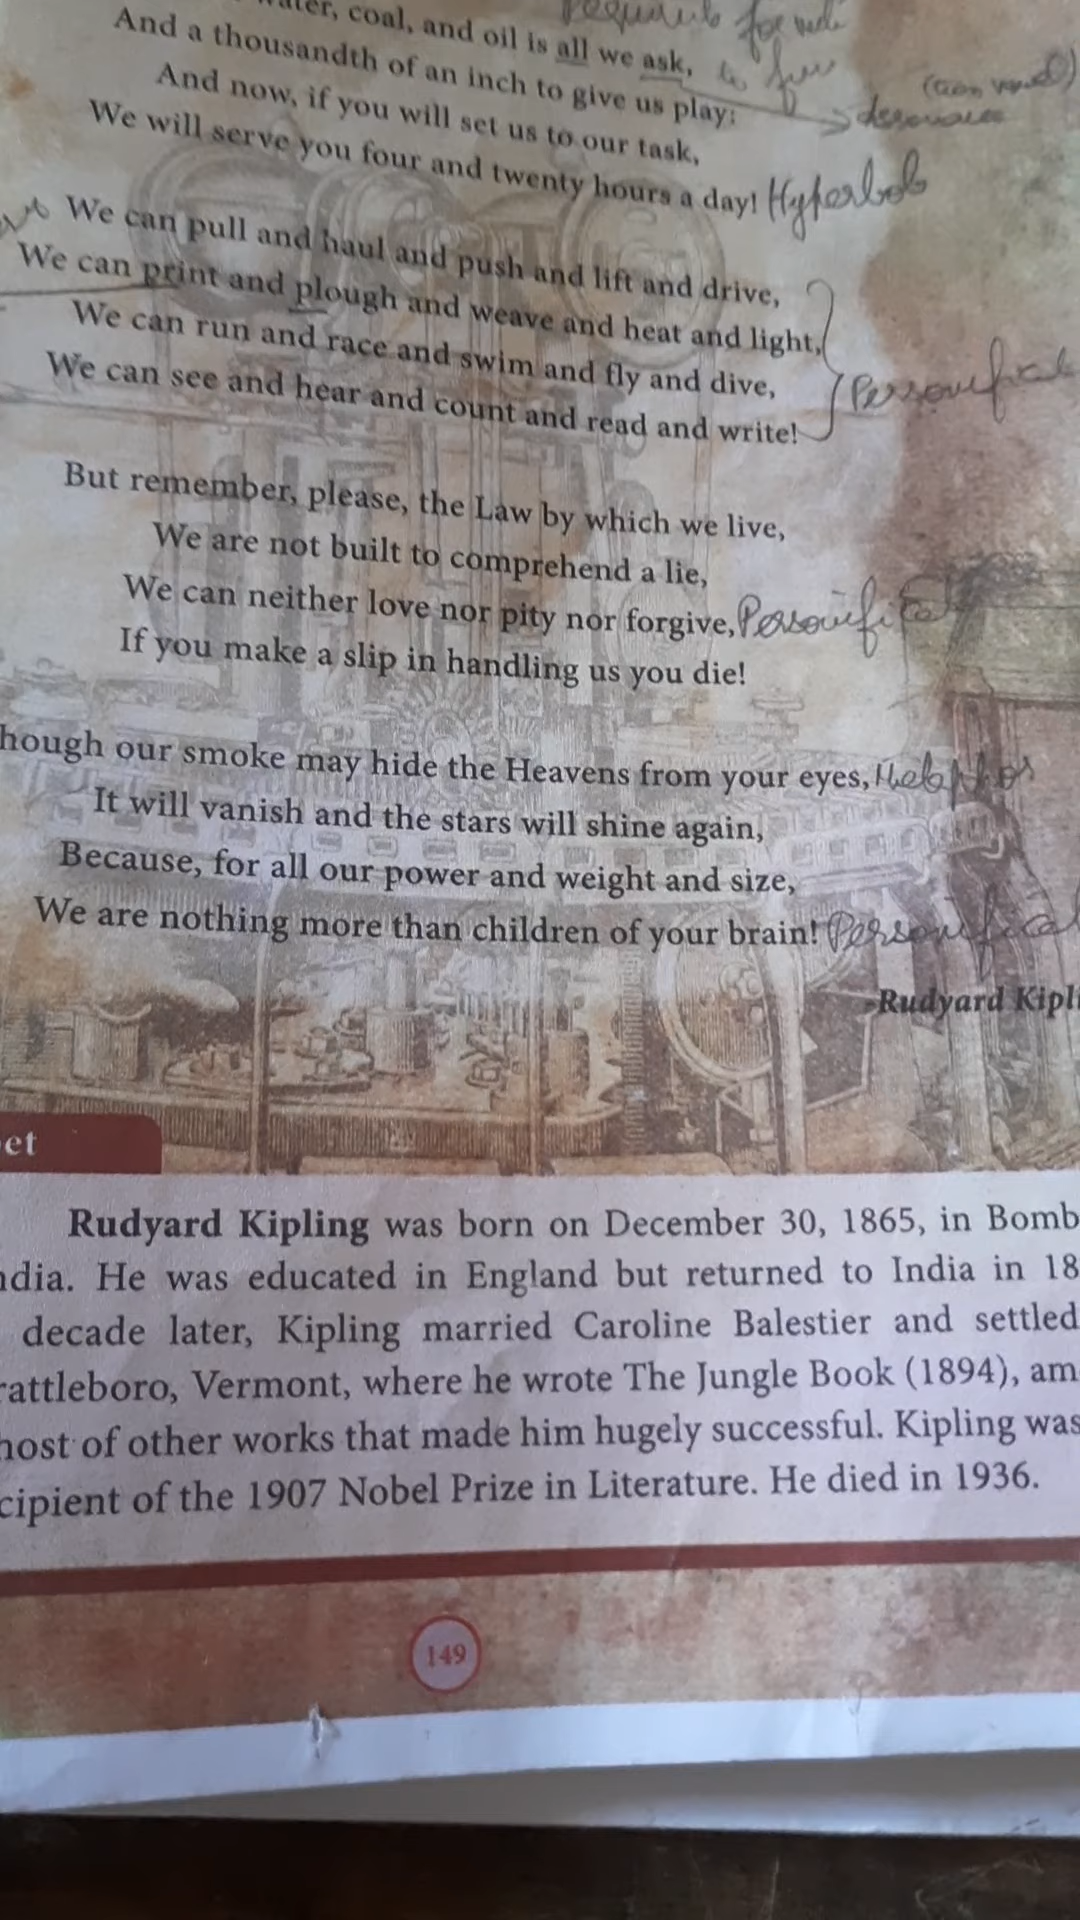 water, coal, and oil is all we ask,
And a thousandth of an inch to give us play:
And now, if you will set us to our task,
We will serve you four and twenty hours a day! Hyperbob
We can pull and haul and push and lift and drive,
We can print and plough and weave and heat and light,
We can run and race and swim and fly and dive,
We can see and hear and count and read and write!
Personficat
But remember, please, the Law by which we live,
We are not built to comprehend a lie,
We can neither love nor pity nor forgive,
If you make a slip in handling us you die!
hough our smoke may hide the Heavens from your eyes,
It will vanish and the stars will shine again,
Because, for all our power and weight and size,
We are nothing more than children of your brain! Personifica
-Rudyard Kipli
et
Rudyard Kipling was born on December 30, 1865, in Bomb
ndia. He was educated in England but returned to India in 18
decade later, Kipling married Caroline Balestier and settled
rattleboro, Vermont, where he wrote The Jungle Book (1894), am
host of other works that made him hugely successful. Kipling was
cipient of the 1907 Nobel Prize in Literature. He died in 1936.
149